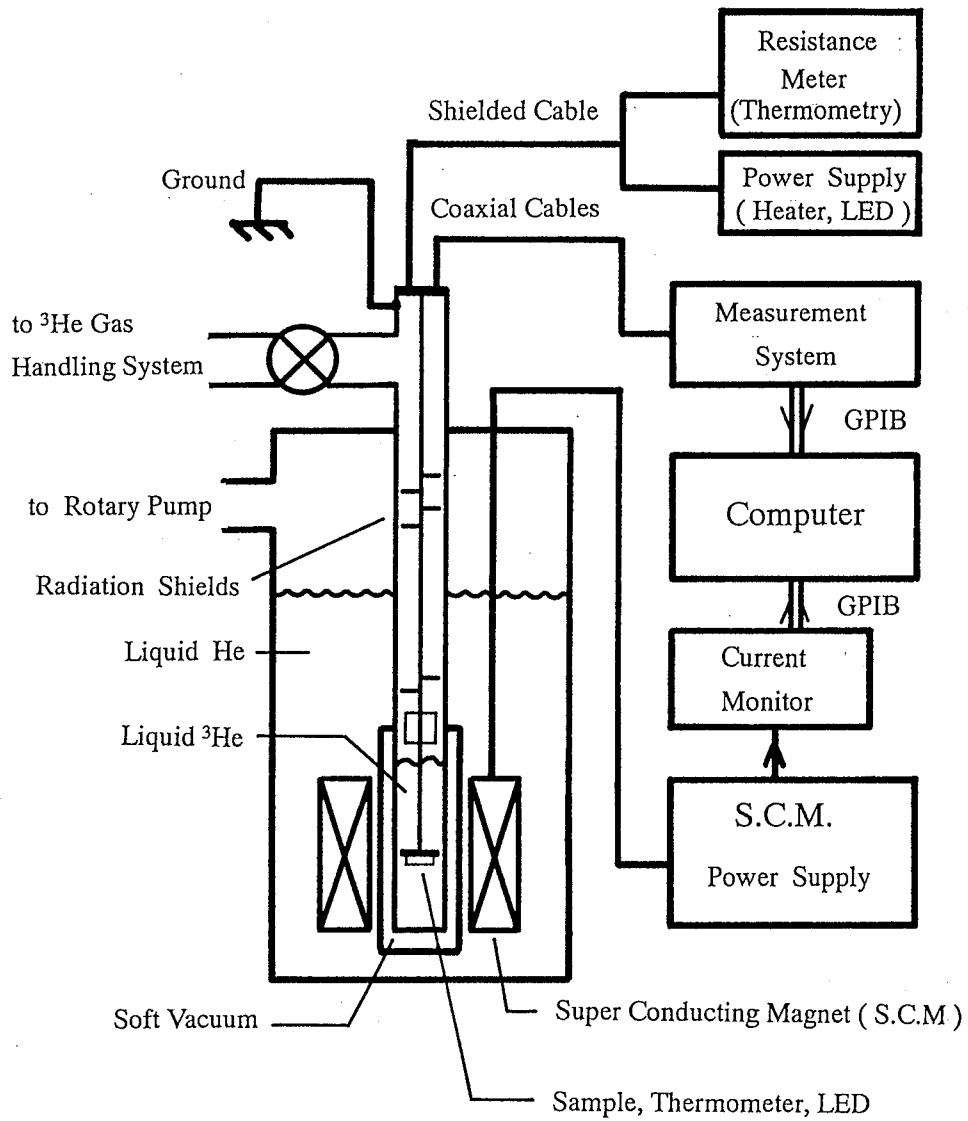 Resistance
Meter
(Thermometry)
Shielded Cable
Ground
Power Supply
( Heater, LED )
Coaxial Cables
Measurement
System
to ³He Gas
Handling System
GPIB
to Rotary Pump
Computer
Radiation Shields
GPIB
Liquid He
Current
Monitor
Liquid ³He
S.C.M.
Power Supply
Soft Vacuum
Super Conducting Magnet ( S.C.M )
Sample, Thermometer, LED